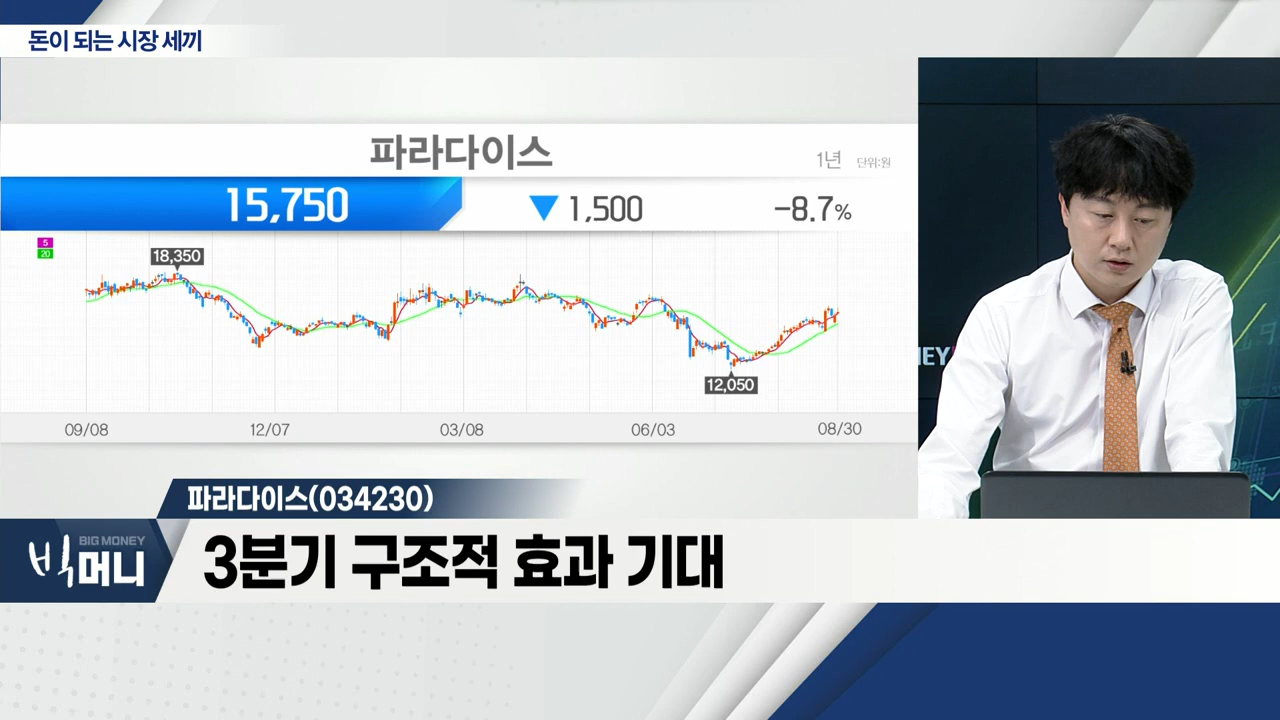 돈이 되는 시장 세끼
파라다이스
1년 단위:원
15,750 ▼ 1,500 -8.7%
5
20
18,350
12,050
09/08 12/07 03/08 06/03 08/30
파라다이스(034230)
BIG MONEY
빅머니
3분기 구조적 효과 기대